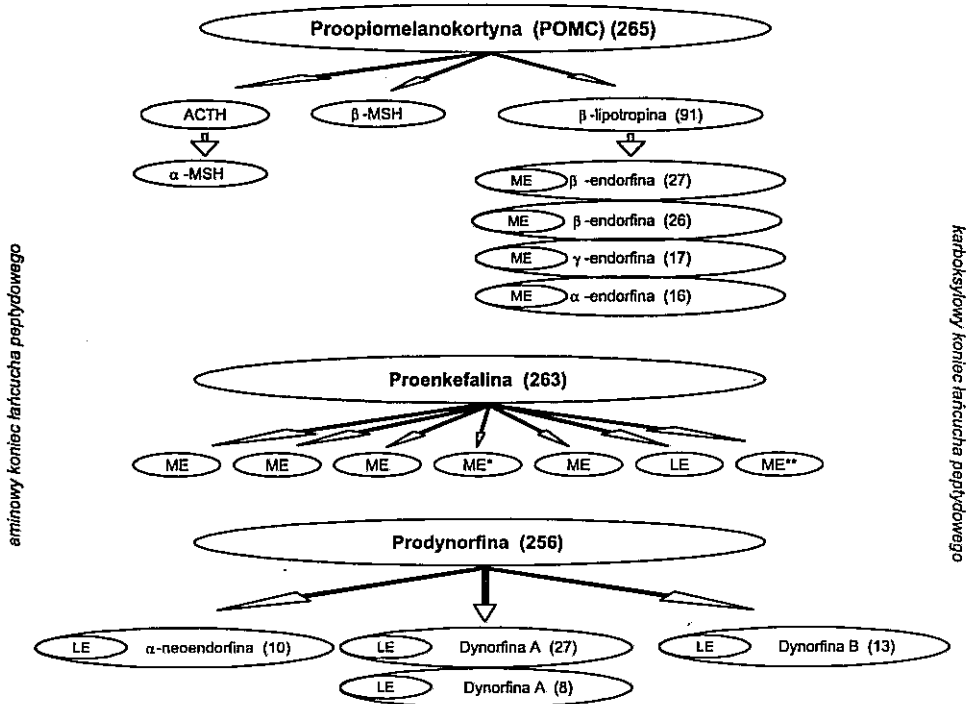 Proopiomelanokortyna (POMC) (265)
ACTH
β-MSH
β-lipotropina (91)
α-MSH
ME β-endorfina (27)
ME β-endorfina (26)
ME γ-endorfina (17)
ME α-endorfina (16)
aminowy koniec łańcucha peptydowego
karboksylowy koniec łańcucha peptydowego
Proenkefalina (263)
ME ME ME ME* ME LE ME**
Prodynorfina (256)
LE α-neoendorfina (10) LE Dynorfina A (27) LE Dynorfina B (13)
LE Dynorfina A (8)